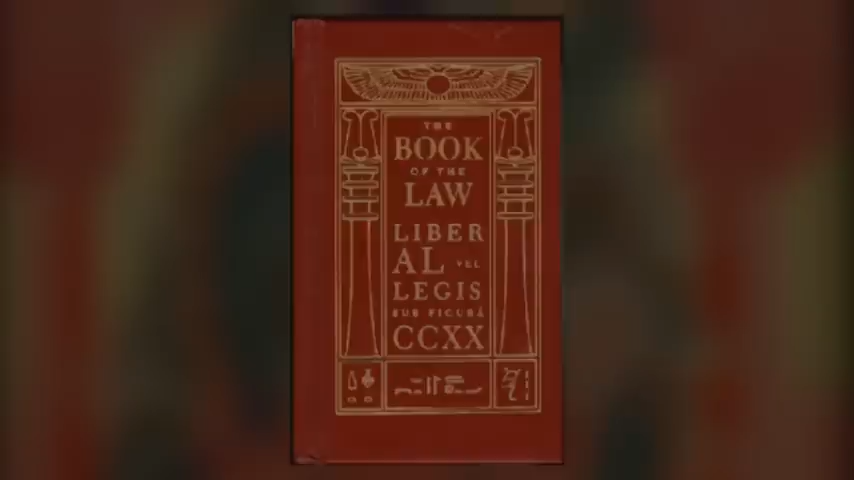 THE
BOOK
OF THE
LAW
LIBER
AL VEL
LEGIS
SUB FIGURÂ
CCXX